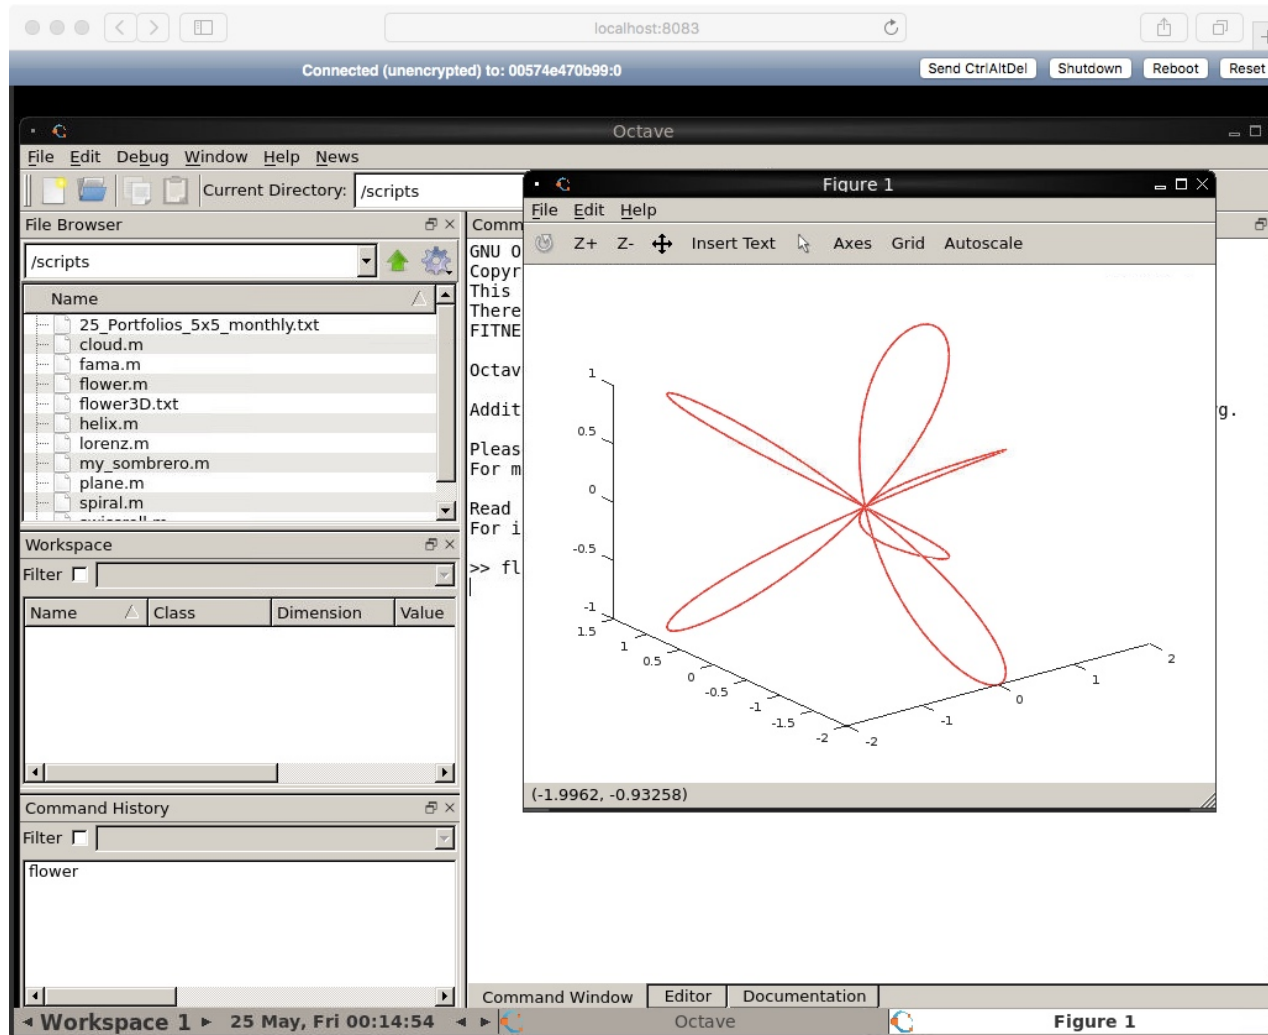 localhost:8083
Connected (unencrypted) to: 00574e470b99:0
Send CtrlAltDel
Shutdown
Reboot
Reset
Octave
File Edit Debug Window Help News
Current Directory: /scripts
File Browser
/scripts
Name
25_Portfolios_5x5_monthly.txt
cloud.m
fama.m
flower.m
flower3D.txt
helix.m
lorenz.m
my_sombrero.m
plane.m
spiral.m
Workspace
Filter
Name Class Dimension Value
Command History
Filter
flower
Comm
GNU O
Copyr
This
There
FITNE
Octav
Addit
g.
Pleas
For m
Read
For i
>> fl
Figure 1
File Edit Help
Z+ Z- Insert Text Axes Grid Autoscale
1
0.5
0
-0.5
-1
1.5
1
0.5
0
-0.5
-1
-1.5
-2
-2
-1
0
1
2
(-1.9962, -0.93258)
Command Window Editor Documentation
Workspace 1 25 May, Fri 00:14:54 Octave Figure 1